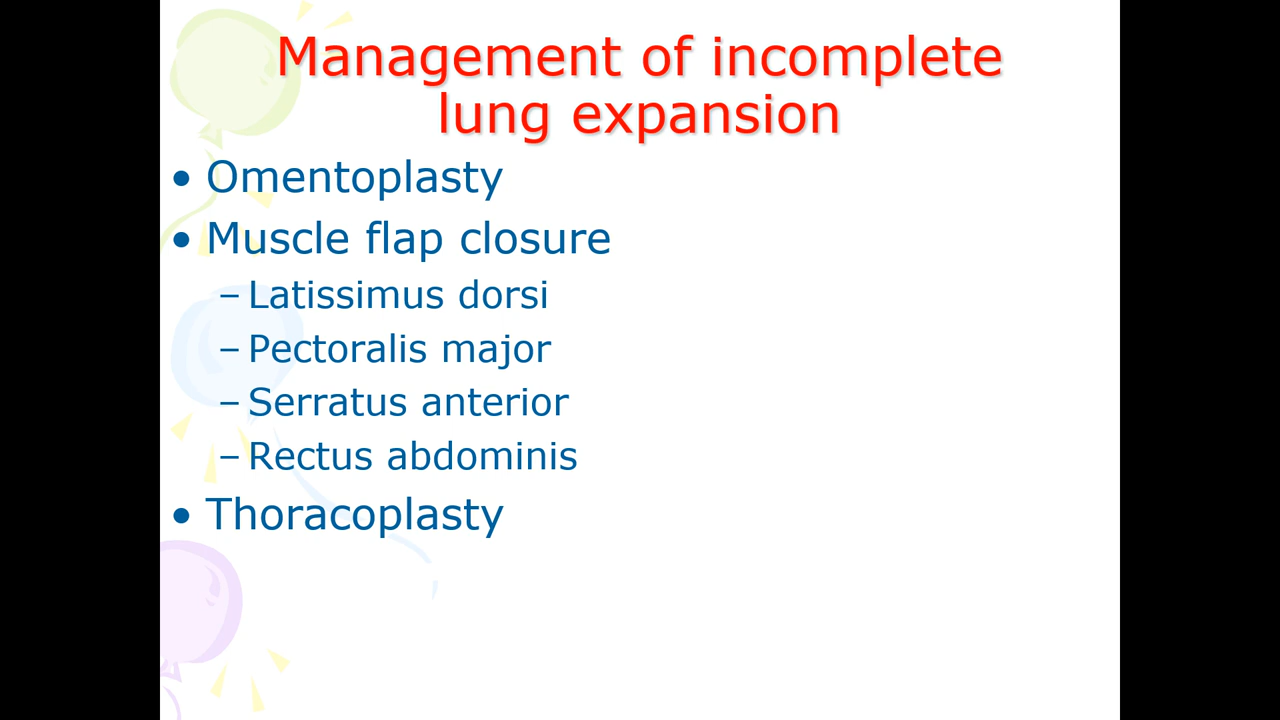 Management of incomplete
lung expansion
• Omentoplasty
• Muscle flap closure
– Latissimus dorsi
– Pectoralis major
– Serratus anterior
– Rectus abdominis
• Thoracoplasty